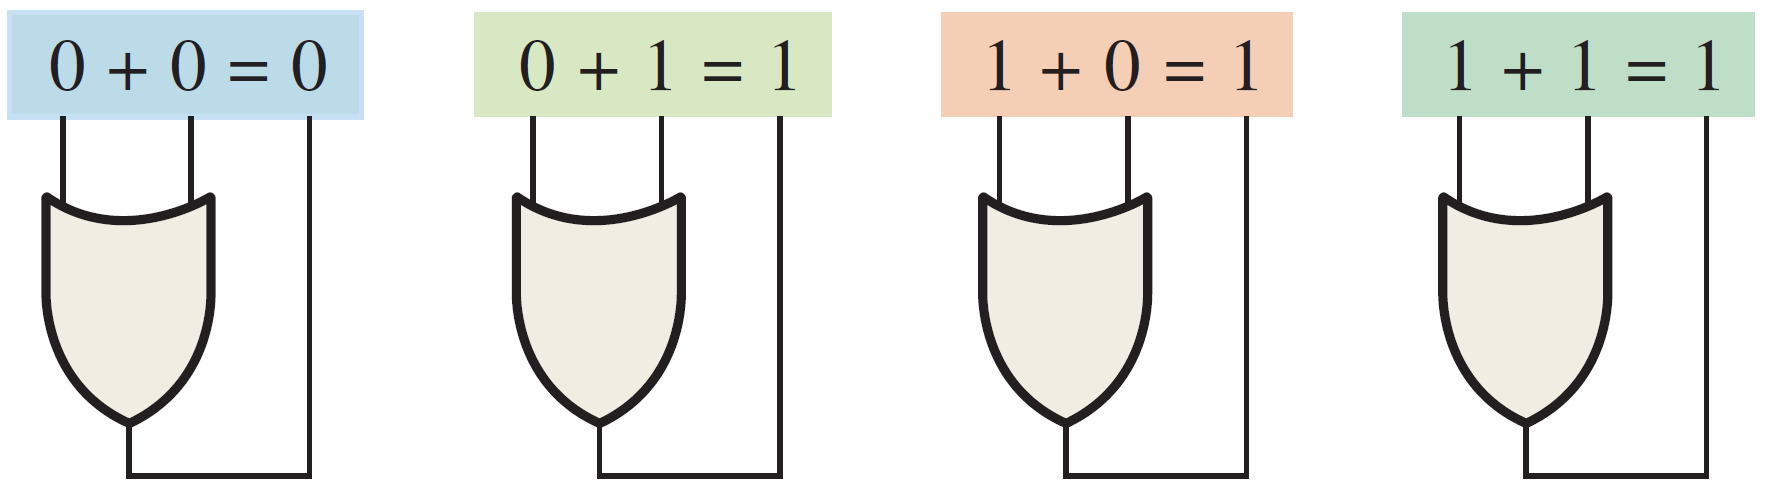 0 + 0 = 0
0 + 1 = 1
1 + 0 = 1
1 + 1 = 1